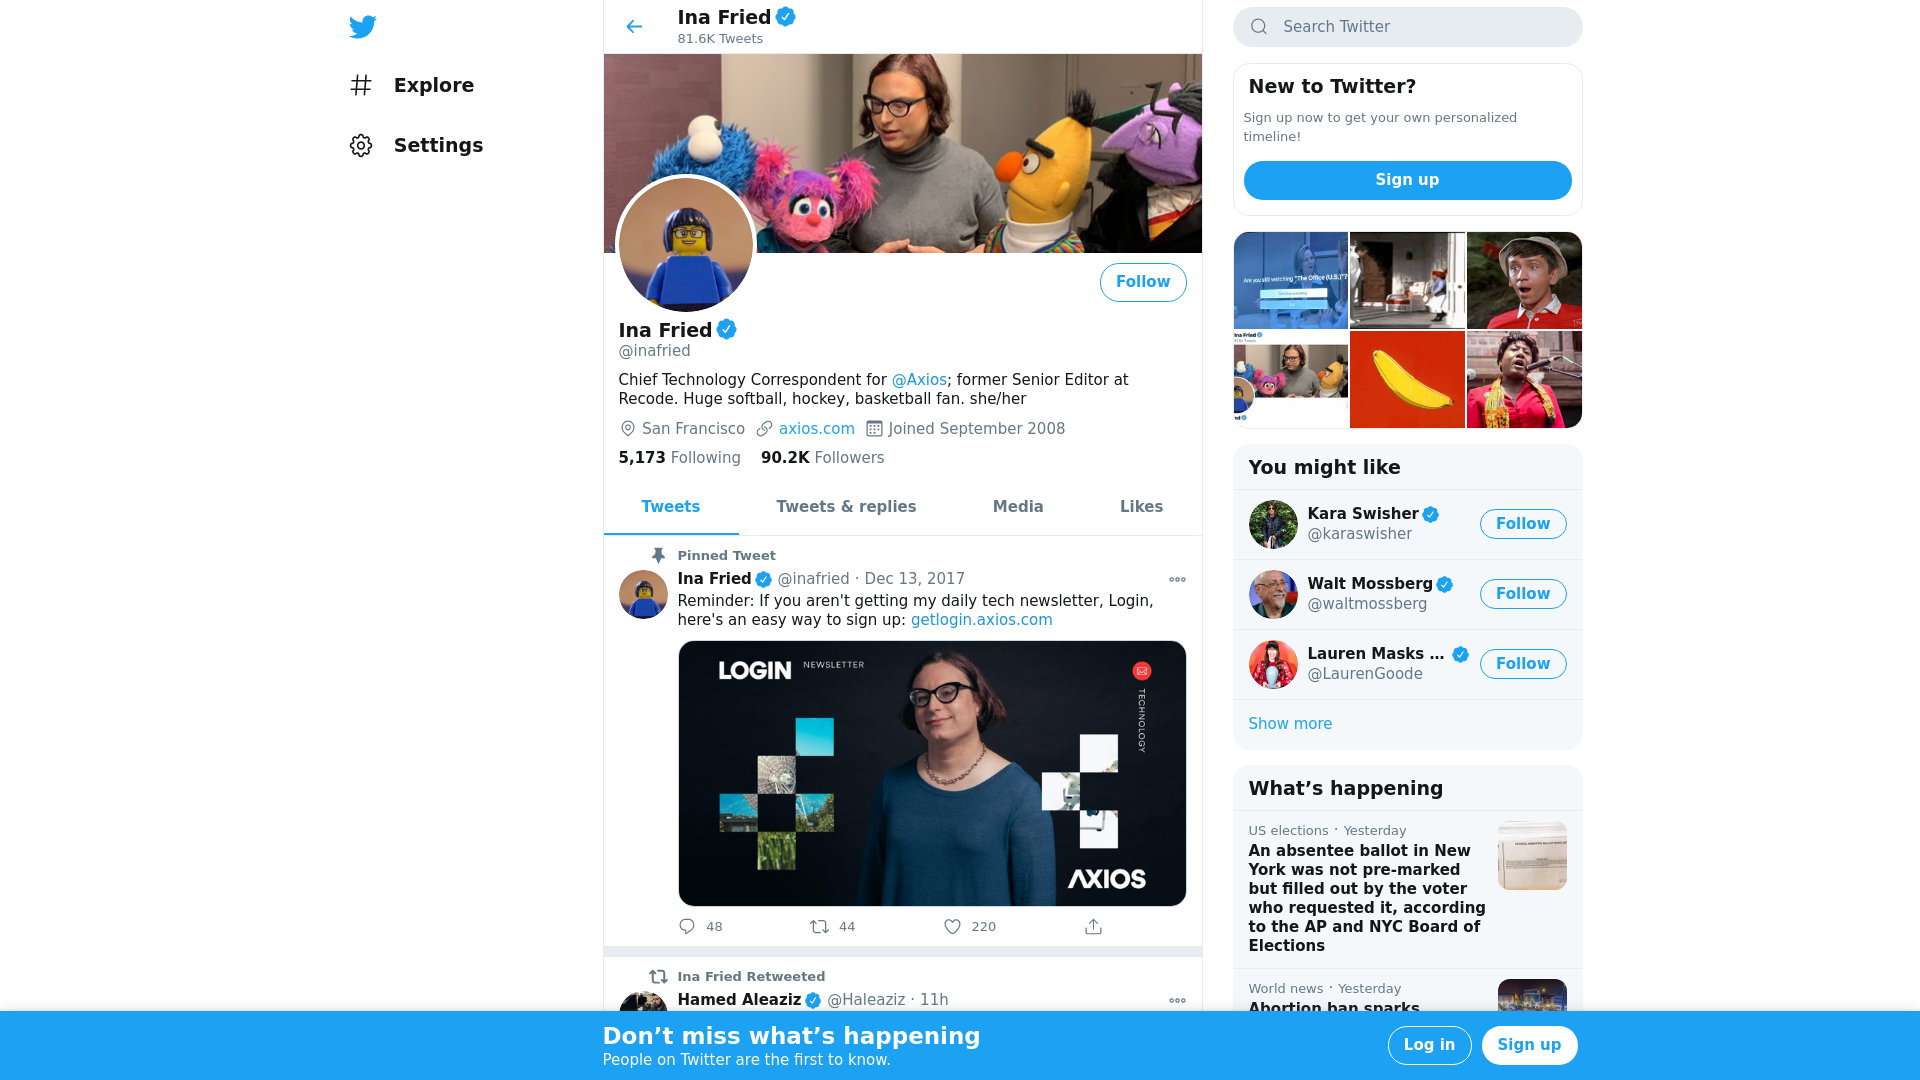 Explore
Settings
Ina Fried
81.6K Tweets
Follow
Ina Fried
@inafried
Chief Technology Correspondent for @Axios; former Senior Editor at
Recode. Huge softball, hockey, basketball fan. she/her
San Francisco axios.com Joined September 2008
5,173 Following 90.2K Followers
Tweets Tweets & replies Media Likes
Pinned Tweet
Ina Fried @inafried · Dec 13, 2017
Reminder: If you aren't getting my daily tech newsletter, Login,
here's an easy way to sign up: getlogin.axios.com
LOGIN NEWSLETTER
TECHNOLOGY
AXIOS
48 44 220
Ina Fried Retweeted
Hamed Aleaziz @Haleaziz · 11h
Search Twitter
New to Twitter?
Sign up now to get your own personalized
timeline!
Sign up
Are you still watching "The Office (U.S.)"?
Ina Fried
You might like
Kara Swisher
@karaswisher
Follow
Walt Mossberg
@waltmossberg
Follow
Lauren Masks ...
@LaurenGoode
Follow
Show more
What’s happening
US elections · Yesterday
An absentee ballot in New
York was not pre-marked
but filled out by the voter
who requested it, according
to the AP and NYC Board of
Elections
World news · Yesterday
Abortion ban sparks
Don’t miss what’s happening
People on Twitter are the first to know.
Log in
Sign up